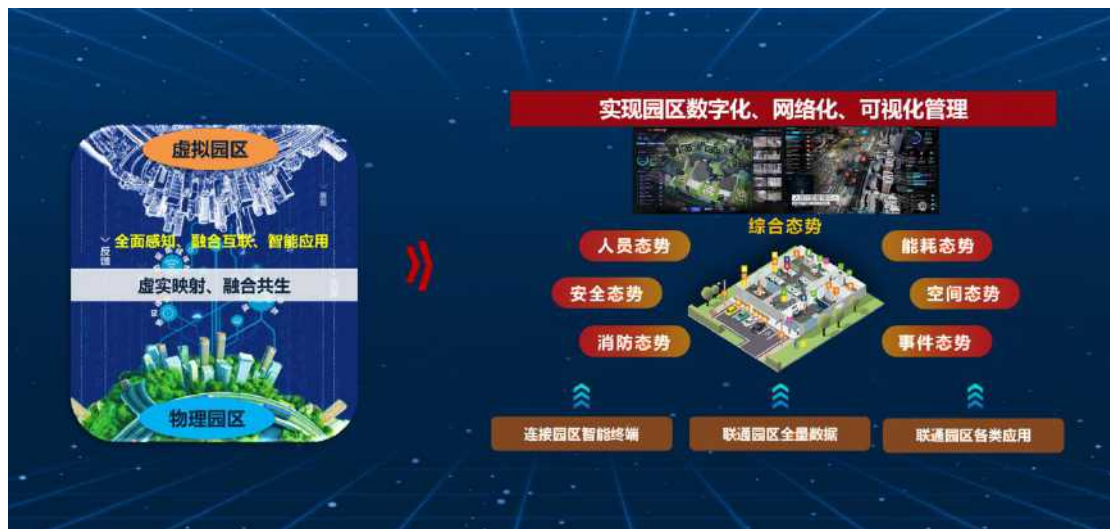 虚拟园区
全面感知、融合互联、智能应用
反馈
虚实映射、融合共生
物理园区
实现园区数字化、网络化、可视化管理
综合态势
人员态势
能耗态势
安全态势
空间态势
消防态势
事件态势
连接园区智能终端
联通园区全量数据
联通园区各类应用